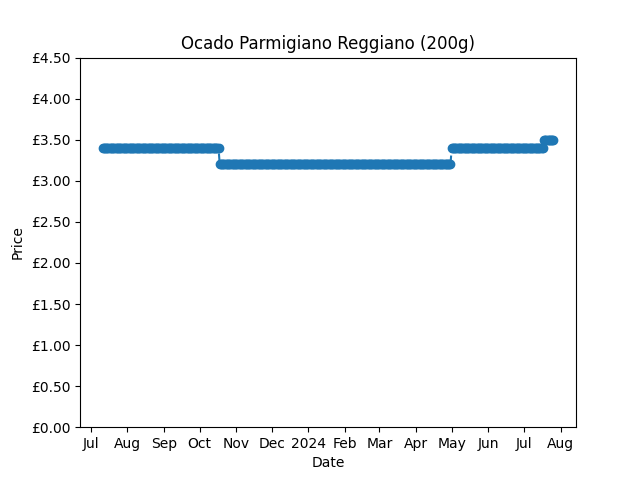 Ocado Parmigiano Reggiano (200g)
£4.50
£4.00
£3.50
£3.00
£2.50
£2.00
£1.50
£1.00
£0.50
£0.00
Price
Jul Aug Sep Oct Nov Dec 2024 Feb Mar Apr May Jun Jul Aug
Date